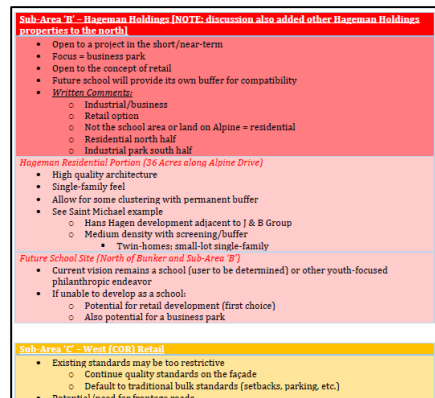 Sub-Area 'B' – Hageman Holdings [NOTE: discussion also added other Hageman Holdings
properties to the north]
• Open to a project in the short/near-term
• Focus = business park
• Open to the concept of retail
• Future school will provide its own buffer for compatibility
• Written Comments:
o Industrial/business
o Retail option
o Not the school area or land on Alpine = residential
o Residential north half
o Industrial park south half
Hageman Residential Portion (36 Acres along Alpine Drive)
• High quality architecture
• Single-family feel
• Allow for some clustering with permanent buffer
• See Saint Michael example
o Hans Hagen development adjacent to J & B Group
o Medium density with screening/buffer
▪ Twin-homes; small-lot single-family
Future School Site (North of Bunker and Sub-Area 'B')
• Current vision remains a school (user to be determined) or other youth-focused
philanthropic endeavor
• If unable to develop as a school:
o Potential for retail development (first choice)
o Also potential for a business park
Sub-Area 'C' – West (COR) Retail
• Existing standards may be too restrictive
o Continue quality standards on the façade
o Default to traditional bulk standards (setbacks, parking, etc.)
• Potential/need for frontage roads